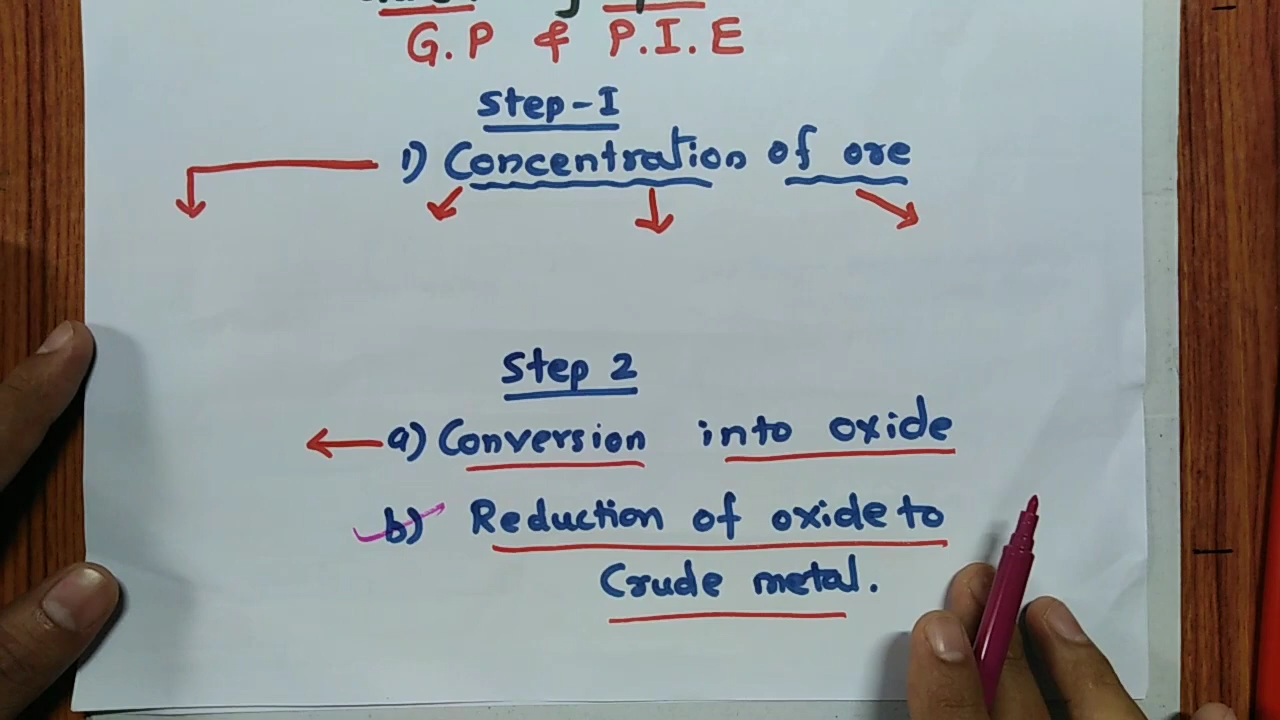 G.P & P.I.E
Step-I
1) Concentration of ore
Step 2
a) Conversion into oxide
b) Reduction of oxide to
Crude metal.